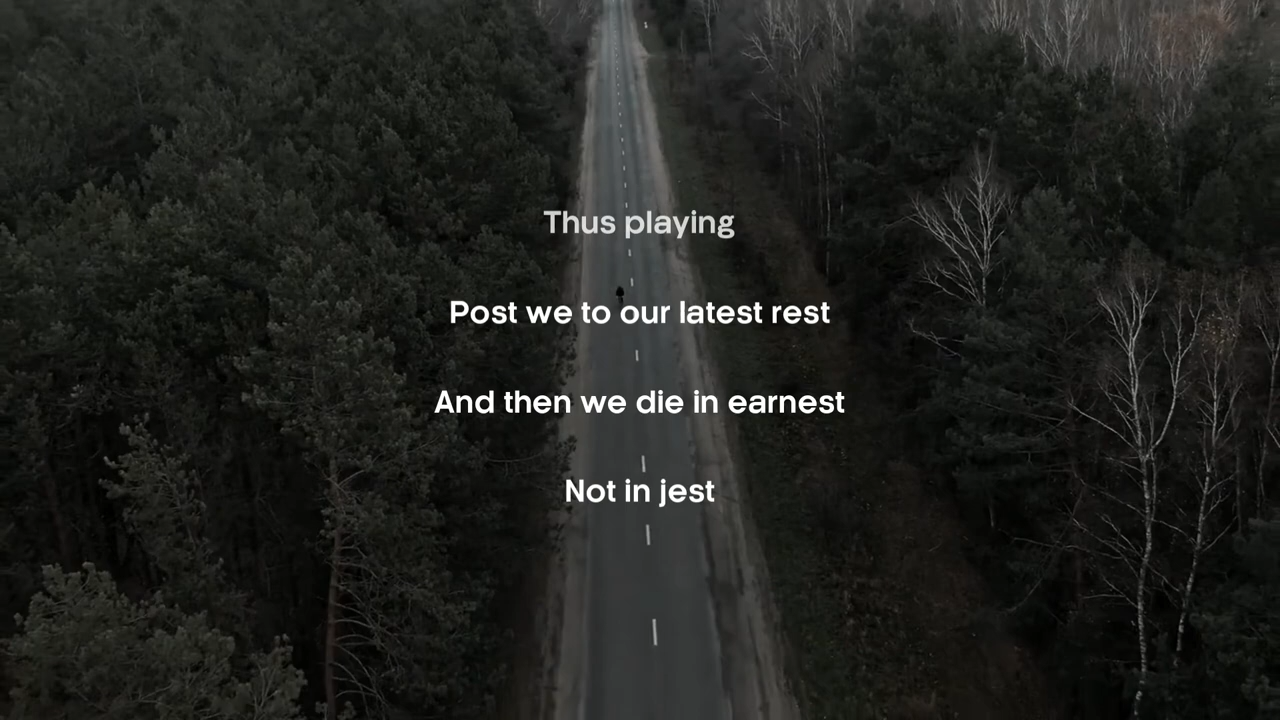 Thus playing
Post we to our latest rest
And then we die in earnest
Not in jest